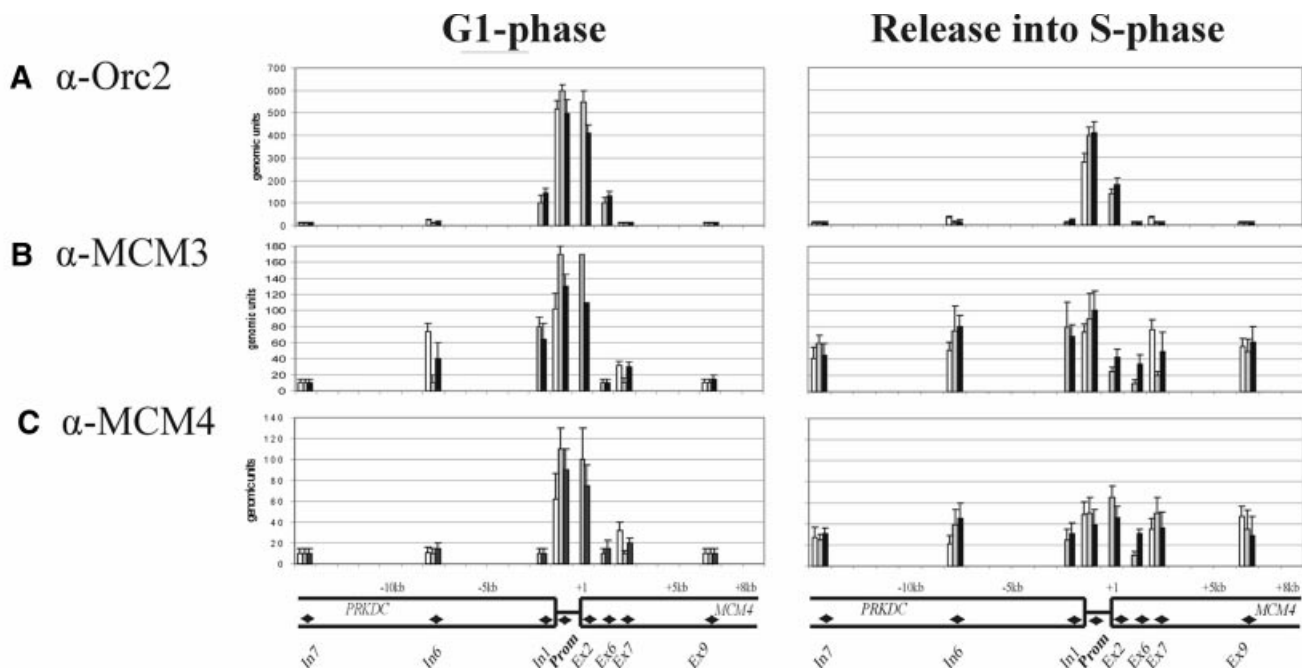 G1-phase Release into S-phase
A α-Orc2
700
600
500
400
300
200
100
0
genomic units
B α-MCM3
180
160
140
120
100
80
60
40
20
0
genomic units
C α-MCM4
140
120
100
80
60
40
20
0
genomic units
-10kb -5kb +1 +5kb +8kb -10kb -5kb +1 +5kb +8kb
PRKDC MCM4 PRKDC MCM4
In7 In6 In1 Prom Ex2 Ex6 Ex7 Ex9 In7 In6 In1 Prom Ex2 Ex6 Ex7 Ex9